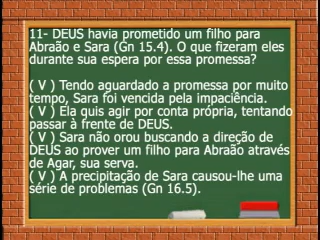 11- DEUS havia prometido um filho para
Abraão e Sara (Gn 15.4). O que fizeram eles
durante sua espera por essa promessa?
( V ) Tendo aguardado a promessa por muito
tempo, Sara foi vencida pela impaciência.
( V ) Ela quis agir por conta própria, tentando
passar à frente de DEUS.
( V ) Sara não orou buscando a direção de
DEUS ao prover um filho para Abraão através
de Agar, sua serva.
( V ) A precipitação de Sara causou-lhe uma
série de problemas (Gn 16.5).